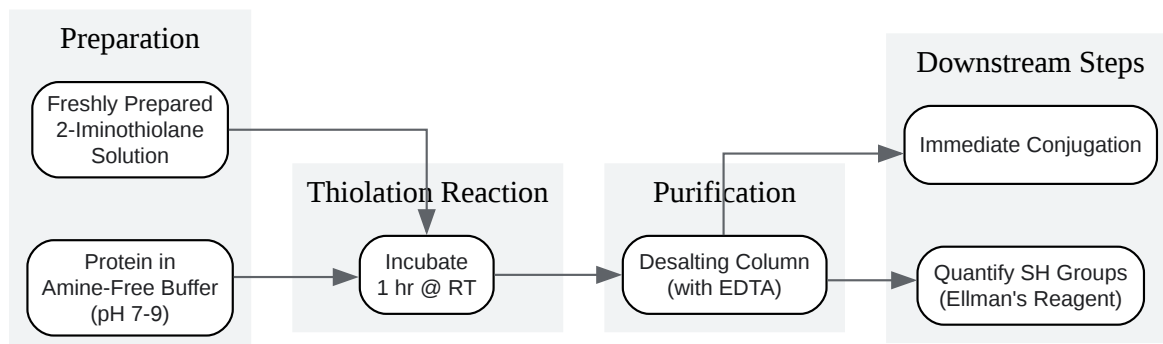 Preparation
Freshly Prepared
2-Iminothiolane
Solution
Protein in
Amine-Free Buffer
(pH 7-9)
Thiolation Reaction
Incubate
1 hr @ RT
Purification
Desalting Column
(with EDTA)
Downstream Steps
Immediate Conjugation
Quantify SH Groups
(Ellman's Reagent)